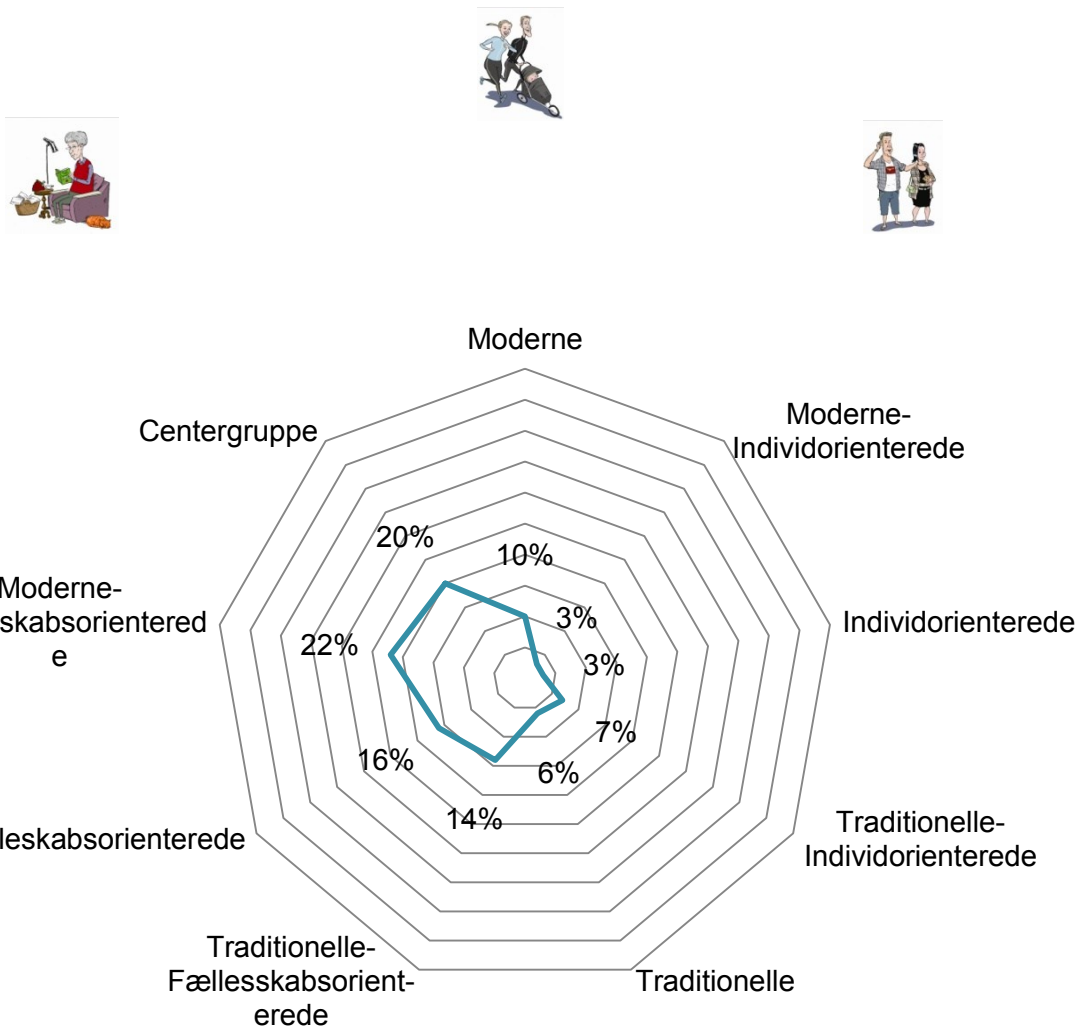 Moderne
Moderne-
Individorienterede
Centergruppe
20%
10%
3%
Moderne-
skabsorientered
e
22%
3%
Individorienterede
7%
16%
6%
14%
leskabsorienterede
Traditionelle-
Individorienterede
Traditionelle-
Fællesskabsorient-
erede
Traditionelle